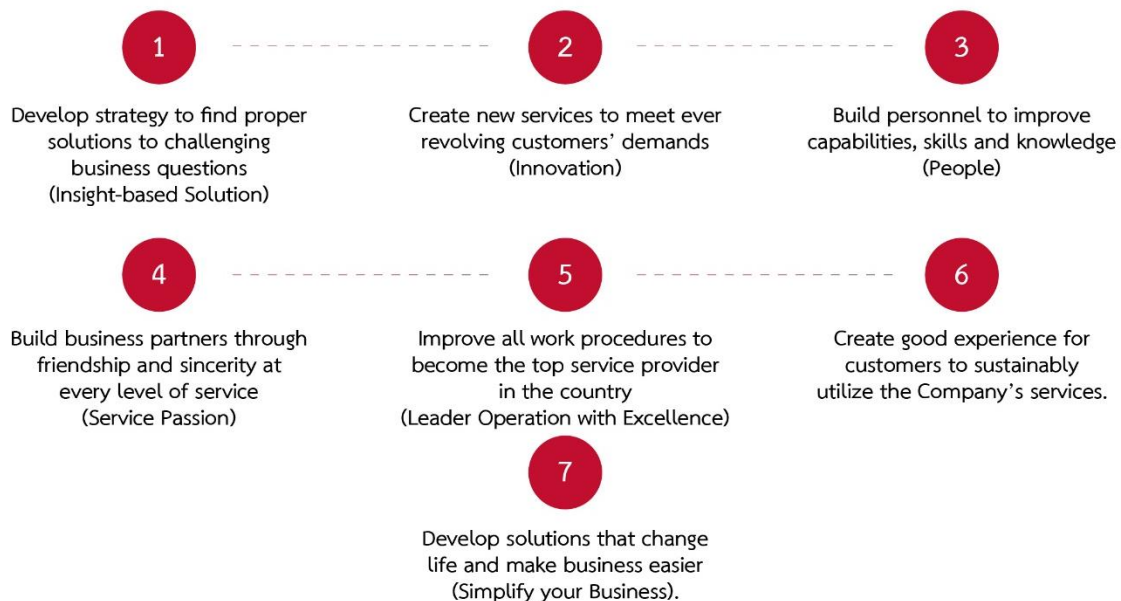 1
Develop strategy to find proper
solutions to challenging
business questions
(Insight-based Solution)
2
Create new services to meet ever
revolving customers’ demands
(Innovation)
3
Build personnel to improve
capabilities, skills and knowledge
(People)
4
Build business partners through
friendship and sincerity at
every level of service
(Service Passion)
5
Improve all work procedures to
become the top service provider
in the country
(Leader Operation with Excellence)
6
Create good experience for
customers to sustainably
utilize the Company’s services.
7
Develop solutions that change
life and make business easier
(Simplify your Business).